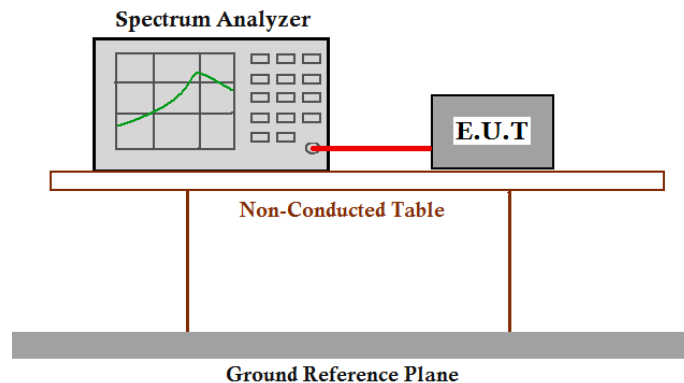 Spectrum Analyzer
E.U.T
Non-Conducted Table
Ground Reference Plane